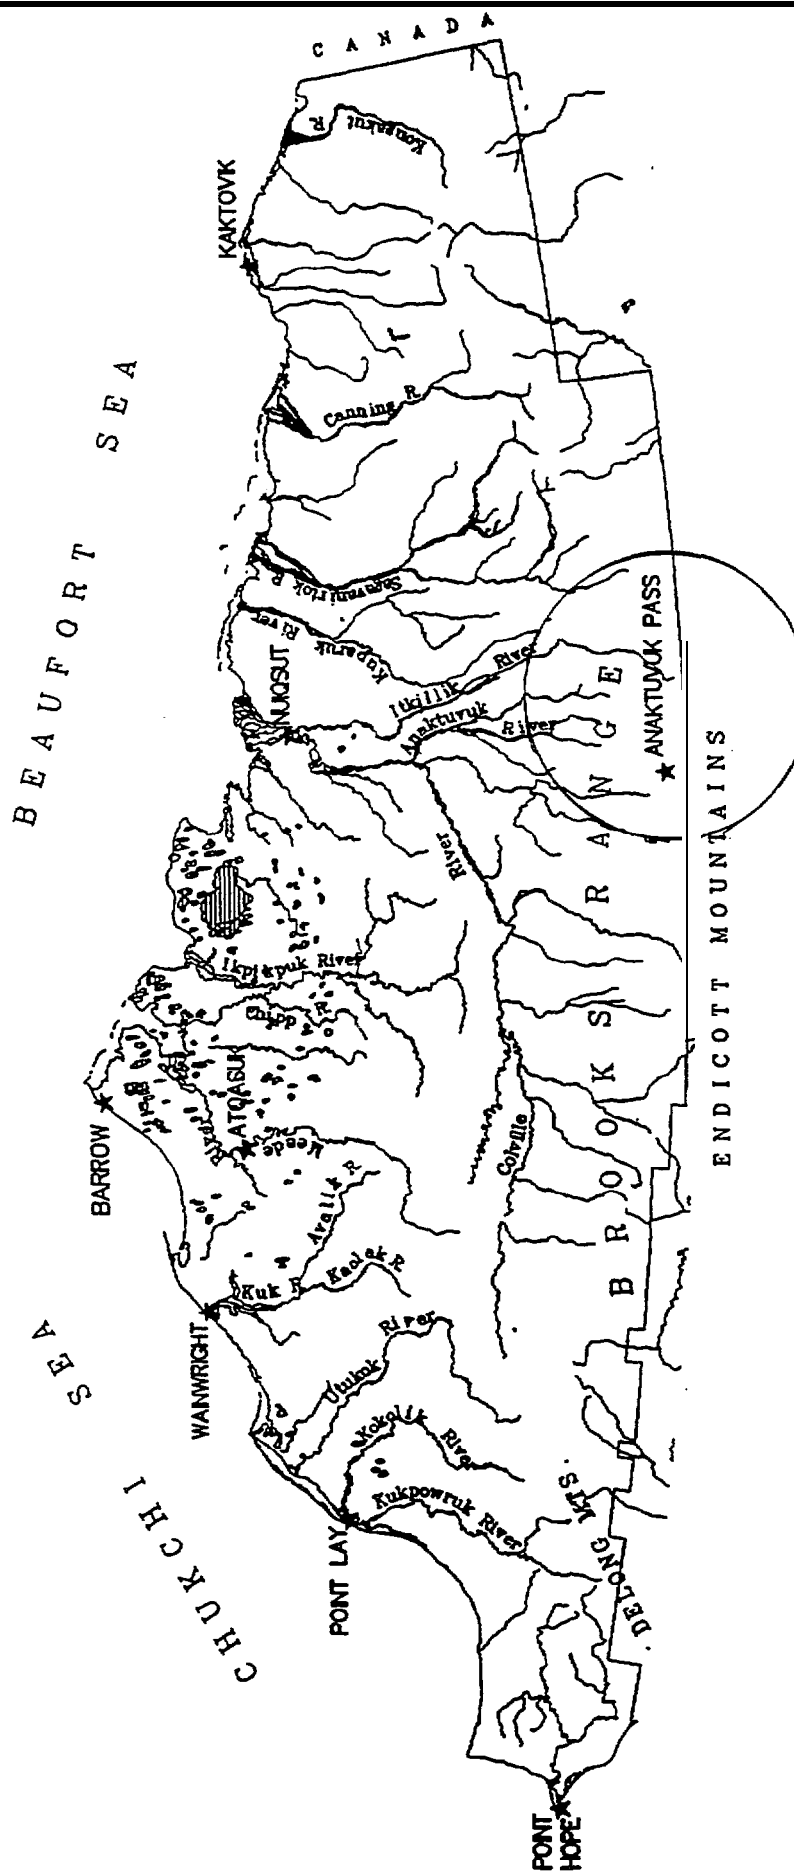 CANADA
BEAUFORT SEA
CHUKCHI SEA
POINT
HOPE
POINT LAY
WAINWRIGHT
BARROW
ATQASUK
NUIQSUT
KAKTOVIK
ANAKTUVUK PASS
Kukpowruk River
Kokolik River
Utukok River
Kuk R
Kaolak R
Avalik R
Meade River
Chipp R
Ikpikpuk River
Colville River
Anaktuvuk River
Itkillik River
Kuparuk River
Sagavanirktok R
Canning R
Kongakut R
DELONG MTS
BROOKS RANGE
ENDICOTT MOUNTAINS